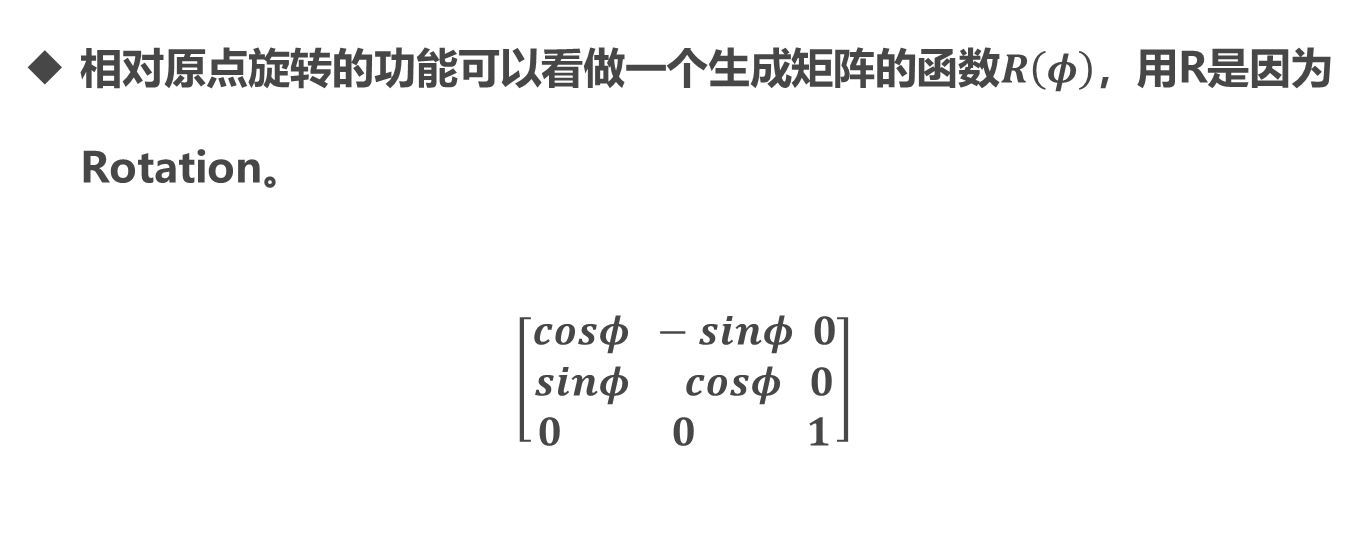 ◆ 相对原点旋转的功能可以看做一个生成矩阵的函数R(ϕ)，用R是因为
Rotation。
cosϕ −sinϕ 0
sinϕ cosϕ 0
0 0 1